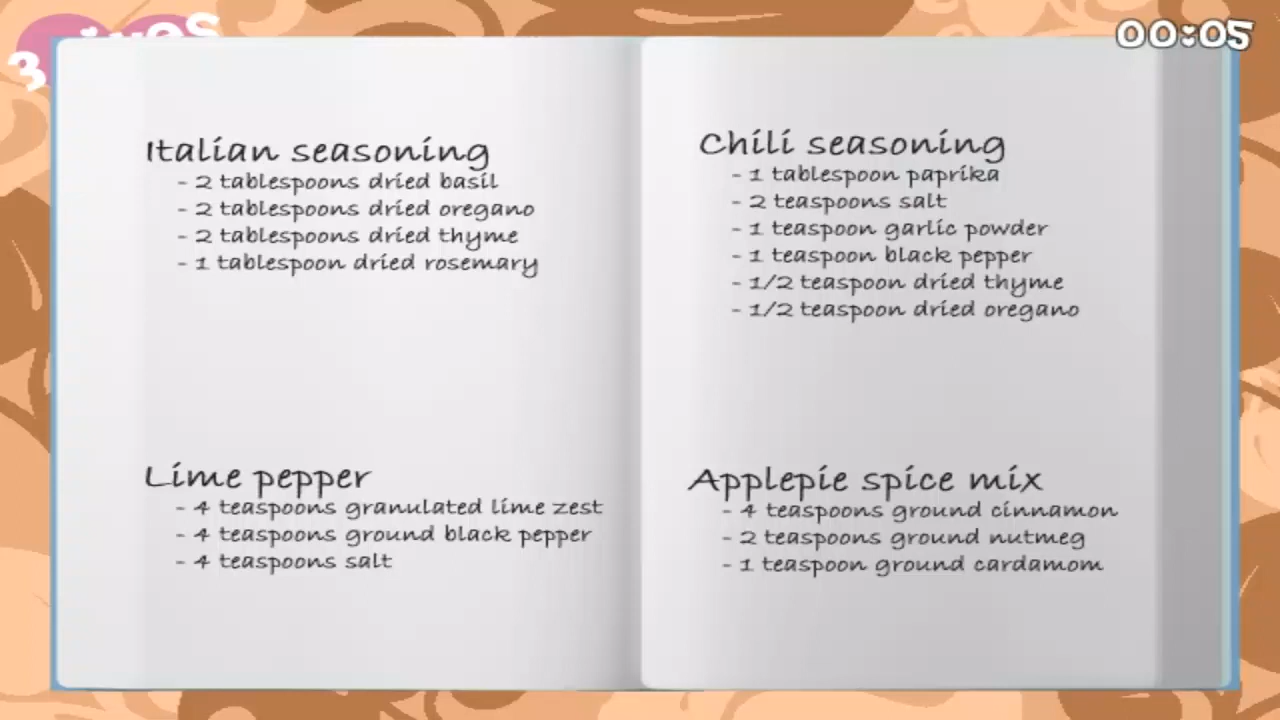 00:05
Italian seasoning
- 2 tablespoons dried basil
- 2 tablespoons dried oregano
- 2 tablespoons dried thyme
- 1 tablespoon dried rosemary
Lime pepper
- 4 teaspoons granulated lime zest
- 4 teaspoons ground black pepper
- 4 teaspoons salt
Chili seasoning
- 1 tablespoon paprika
- 2 teaspoons salt
- 1 teaspoon garlic powder
- 1 teaspoon black pepper
- 1/2 teaspoon dried thyme
- 1/2 teaspoon dried oregano
Applepie spice mix
- 4 teaspoons ground cinnamon
- 2 teaspoons ground nutmeg
- 1 teaspoon ground cardamom